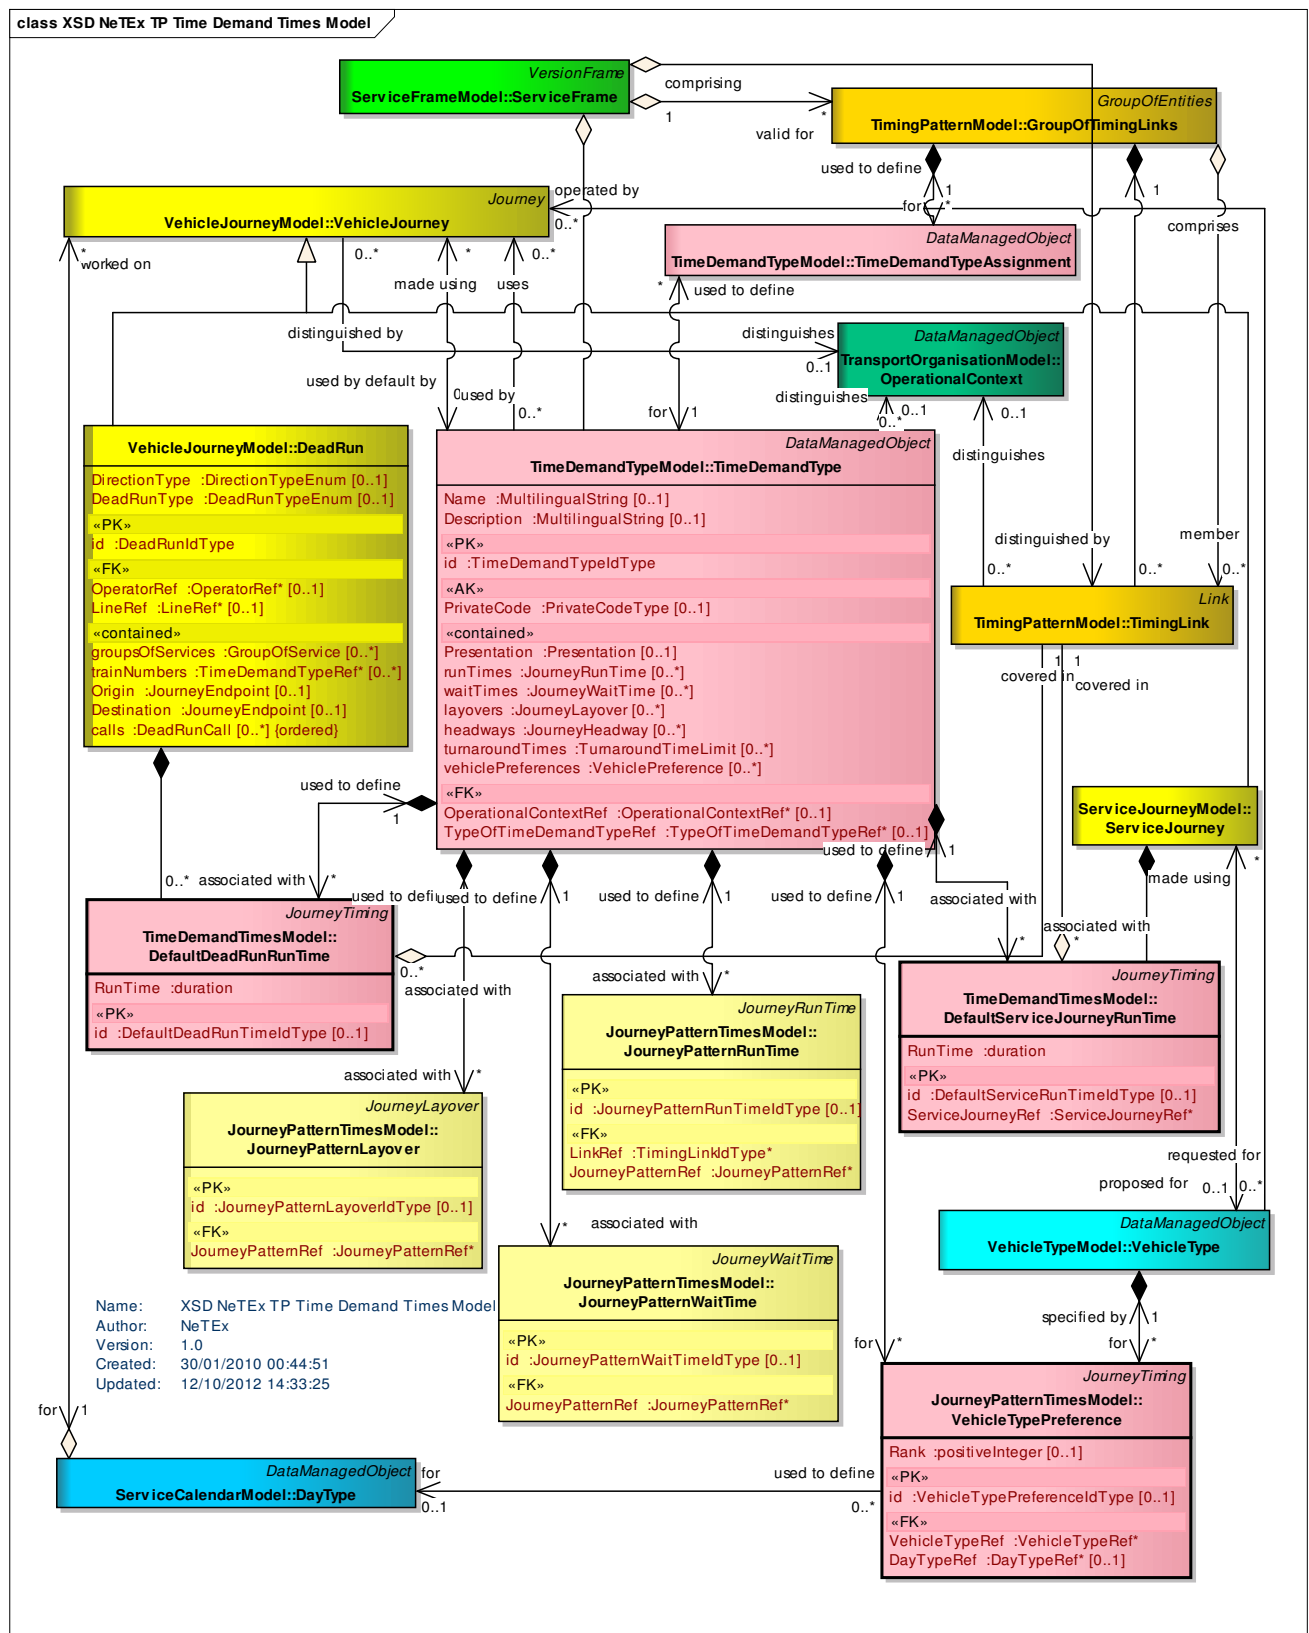 class XSD NeTEx TP Time Demand Times Model
VersionFrame
ServiceFrameModel::ServiceFrame
comprising
1
valid for
*
GroupOfEntities
TimingPatternModel::GroupOfTimingLinks
used to define
1
1
comprises
Journey
VehicleJourneyModel::VehicleJourney
operated by
0..*
for
*
DataManagedObject
TimeDemandTypeModel::TimeDemandTypeAssignment
*
worked on
0..*
made using
*
uses
0..*
*
used to define
distinguished by
distinguishes
0..1
DataManagedObject
TransportOrganisationModel::
OperationalContext
used by default by
0
used by
0..*
for
1
distinguishes
0..1
0..*
0..1
distinguishes
distinguished by
0..*
0..*
member
0..*
VehicleJourneyModel::DeadRun
DirectionType :DirectionTypeEnum [0..1]
DeadRunType :DeadRunTypeEnum [0..1]
«PK»
id :DeadRunIdType
«FK»
OperatorRef :OperatorRef* [0..1]
LineRef :LineRef* [0..1]
«contained»
groupsOfServices :GroupOfService [0..*]
trainNumbers :TimeDemandTypeRef* [0..*]
Origin :JourneyEndpoint [0..1]
Destination :JourneyEndpoint [0..1]
calls :DeadRunCall [0..*] {ordered}
DataManagedObject
TimeDemandTypeModel::TimeDemandType
Name :MultilingualString [0..1]
Description :MultilingualString [0..1]
«PK»
id :TimeDemandTypeIdType
«AK»
PrivateCode :PrivateCodeType [0..1]
«contained»
Presentation :Presentation [0..1]
runTimes :JourneyRunTime [0..*]
waitTimes :JourneyWaitTime [0..*]
layovers :JourneyLayover [0..*]
headways :JourneyHeadway [0..*]
turnaroundTimes :TurnaroundTimeLimit [0..*]
vehiclePreferences :VehiclePreference [0..*]
«FK»
OperationalContextRef :OperationalContextRef* [0..1]
TypeOfTimeDemandTypeRef :TypeOfTimeDemandTypeRef* [0..1]
Link
TimingPatternModel::TimingLink
1
covered in
1
covered in
ServiceJourneyModel::
ServiceJourney
*
made using
used to define
1
associated with
*
0..*
used to defi
used to define
1
used to define
1
used to define
1
used to define
1
associated with
*
associated with
*
JourneyTiming
TimeDemandTimesModel::
DefaultDeadRunRunTime
RunTime :duration
«PK»
id :DefaultDeadRunTimeIdType [0..1]
0..*
associated with
associated with
*
associated with
*
JourneyTiming
TimeDemandTimesModel::
DefaultServiceJourneyRunTime
RunTime :duration
«PK»
id :DefaultServiceRunTimeIdType [0..1]
ServiceJourneyRef :ServiceJourneyRef*
JourneyRunTime
JourneyPatternTimesModel::
JourneyPatternRunTime
«PK»
id :JourneyPatternRunTimeIdType [0..1]
«FK»
LinkRef :TimingLinkIdType*
JourneyPatternRef :JourneyPatternRef*
JourneyLayover
JourneyPatternTimesModel::
JourneyPatternLayover
«PK»
id :JourneyPatternLayoverIdType [0..1]
«FK»
JourneyPatternRef :JourneyPatternRef*
*
associated with
requested for
proposed for
0..1
0..*
JourneyWaitTime
JourneyPatternTimesModel::
JourneyPatternWaitTime
«PK»
id :JourneyPatternWaitTimeIdType [0..1]
«FK»
JourneyPatternRef :JourneyPatternRef*
DataManagedObject
VehicleTypeModel::VehicleType
specified by
1
for
*
for
*
Name: XSD NeTEx TP Time Demand Times Model
Author: NeTEx
Version: 1.0
Created: 30/01/2010 00:44:51
Updated: 12/10/2012 14:33:25
JourneyTiming
JourneyPatternTimesModel::
VehicleTypePreference
Rank :positiveInteger [0..1]
«PK»
id :VehicleTypePreferenceIdType [0..1]
«FK»
VehicleTypeRef :VehicleTypeRef*
DayTypeRef :DayTypeRef* [0..1]
for
1
DataManagedObject
ServiceCalendarModel::DayType
for
0..1
used to define
0..*